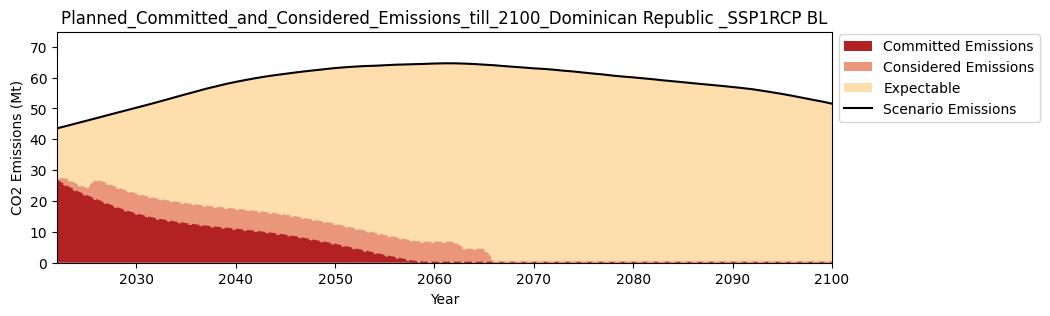 Planned_Committed_and_Considered_Emissions_till_2100_Dominican Republic _SSP1RCP BL
CO2 Emissions (Mt)
70
60
50
40
30
20
10
0
2030 2040 2050 2060 2070 2080 2090 2100
Year
Committed Emissions
Considered Emissions
Expectable
Scenario Emissions